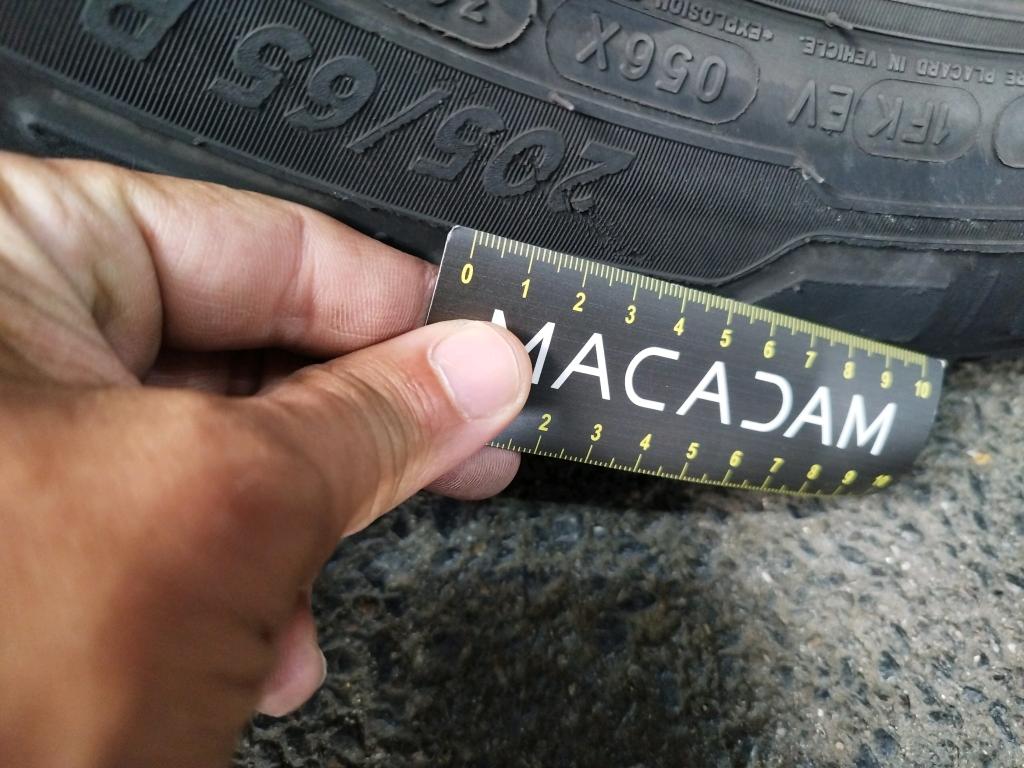 205/65 R
056X
1FK EV
RE PLACARD IN VEHICLE.
•EXPLOSION
0 1 2 3 4 5 6 7 8 9 10
MACADAM
2 3 4 5 6 7 8 9 10